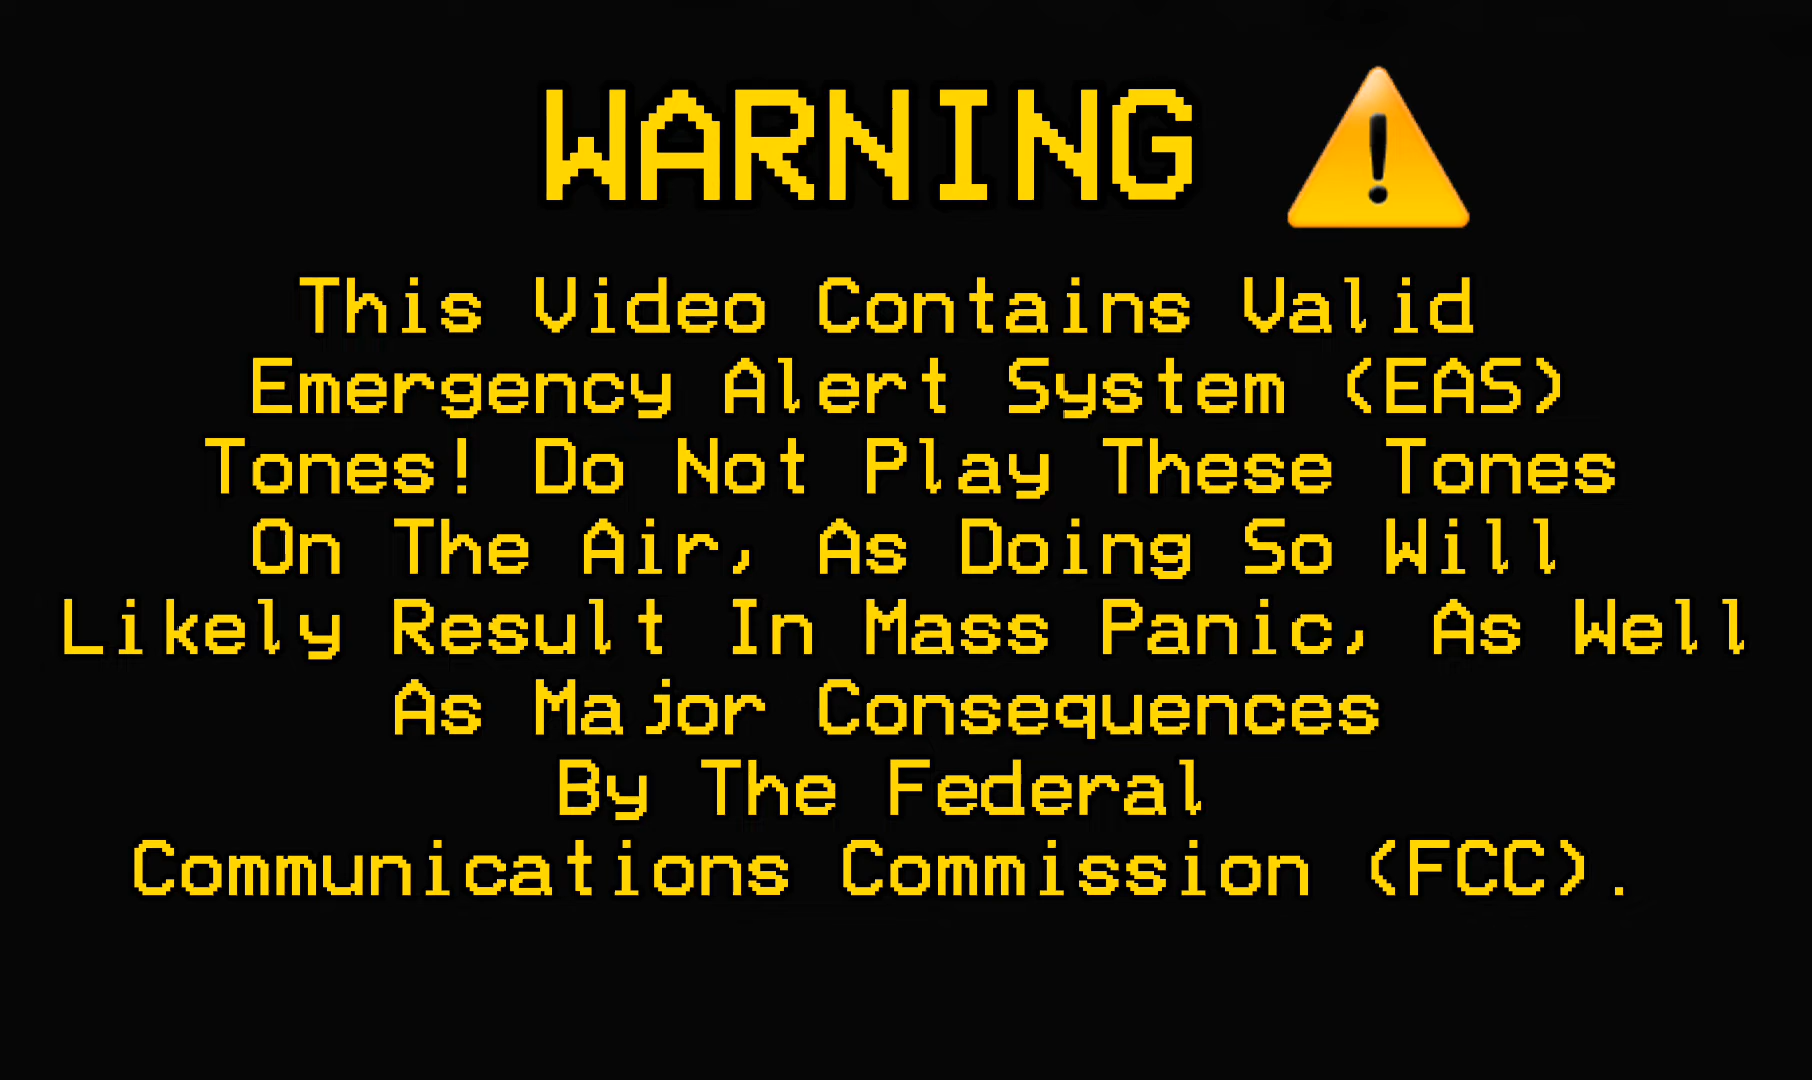 WARNING ⚠️
This Video Contains Valid
Emergency Alert System (EAS)
Tones! Do Not Play These Tones
On The Air, As Doing So Will
Likely Result In Mass Panic, As Well
As Major Consequences
By The Federal
Communications Commission (FCC).